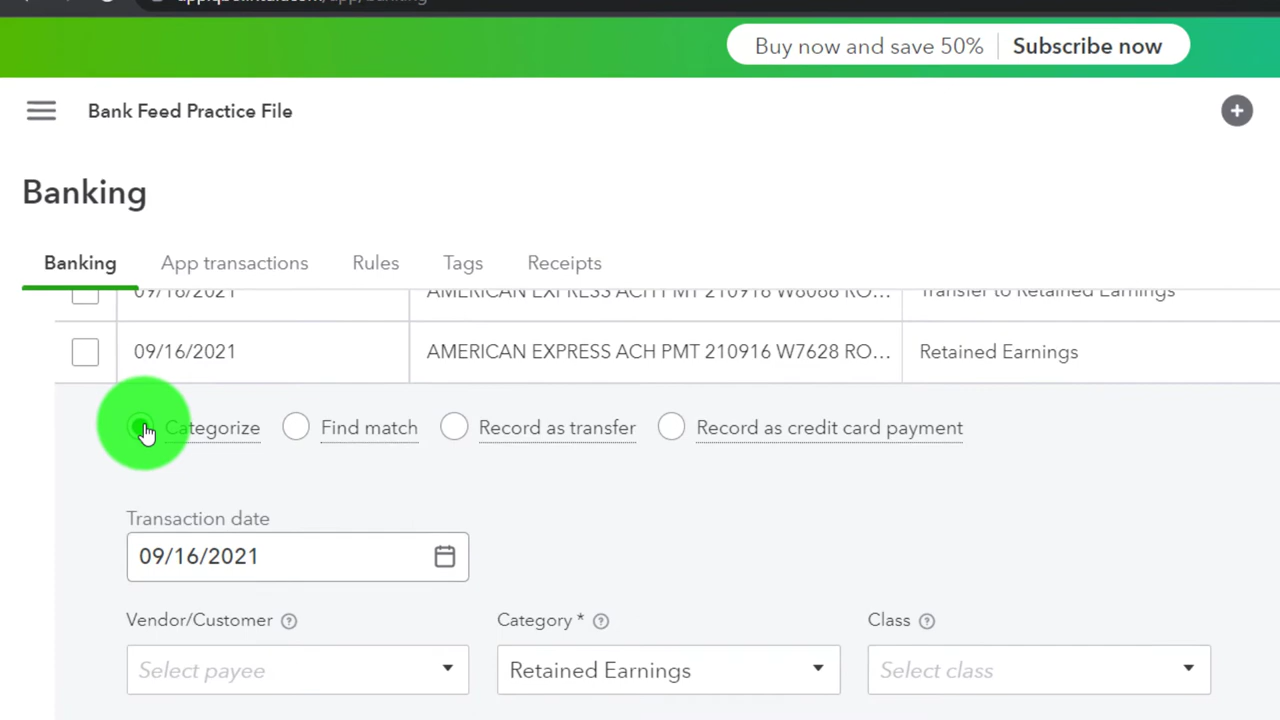 Buy now and save 50% Subscribe now
Bank Feed Practice File
Banking
Banking App transactions Rules Tags Receipts
09/16/2021 AMERICAN EXPRESS ACH PMT 210916 W8066 RO... Transfer to Retained Earnings
09/16/2021 AMERICAN EXPRESS ACH PMT 210916 W7628 RO... Retained Earnings
Categorize Find match Record as transfer Record as credit card payment
Transaction date
09/16/2021
Vendor/Customer Category * Class
Select payee Retained Earnings Select class